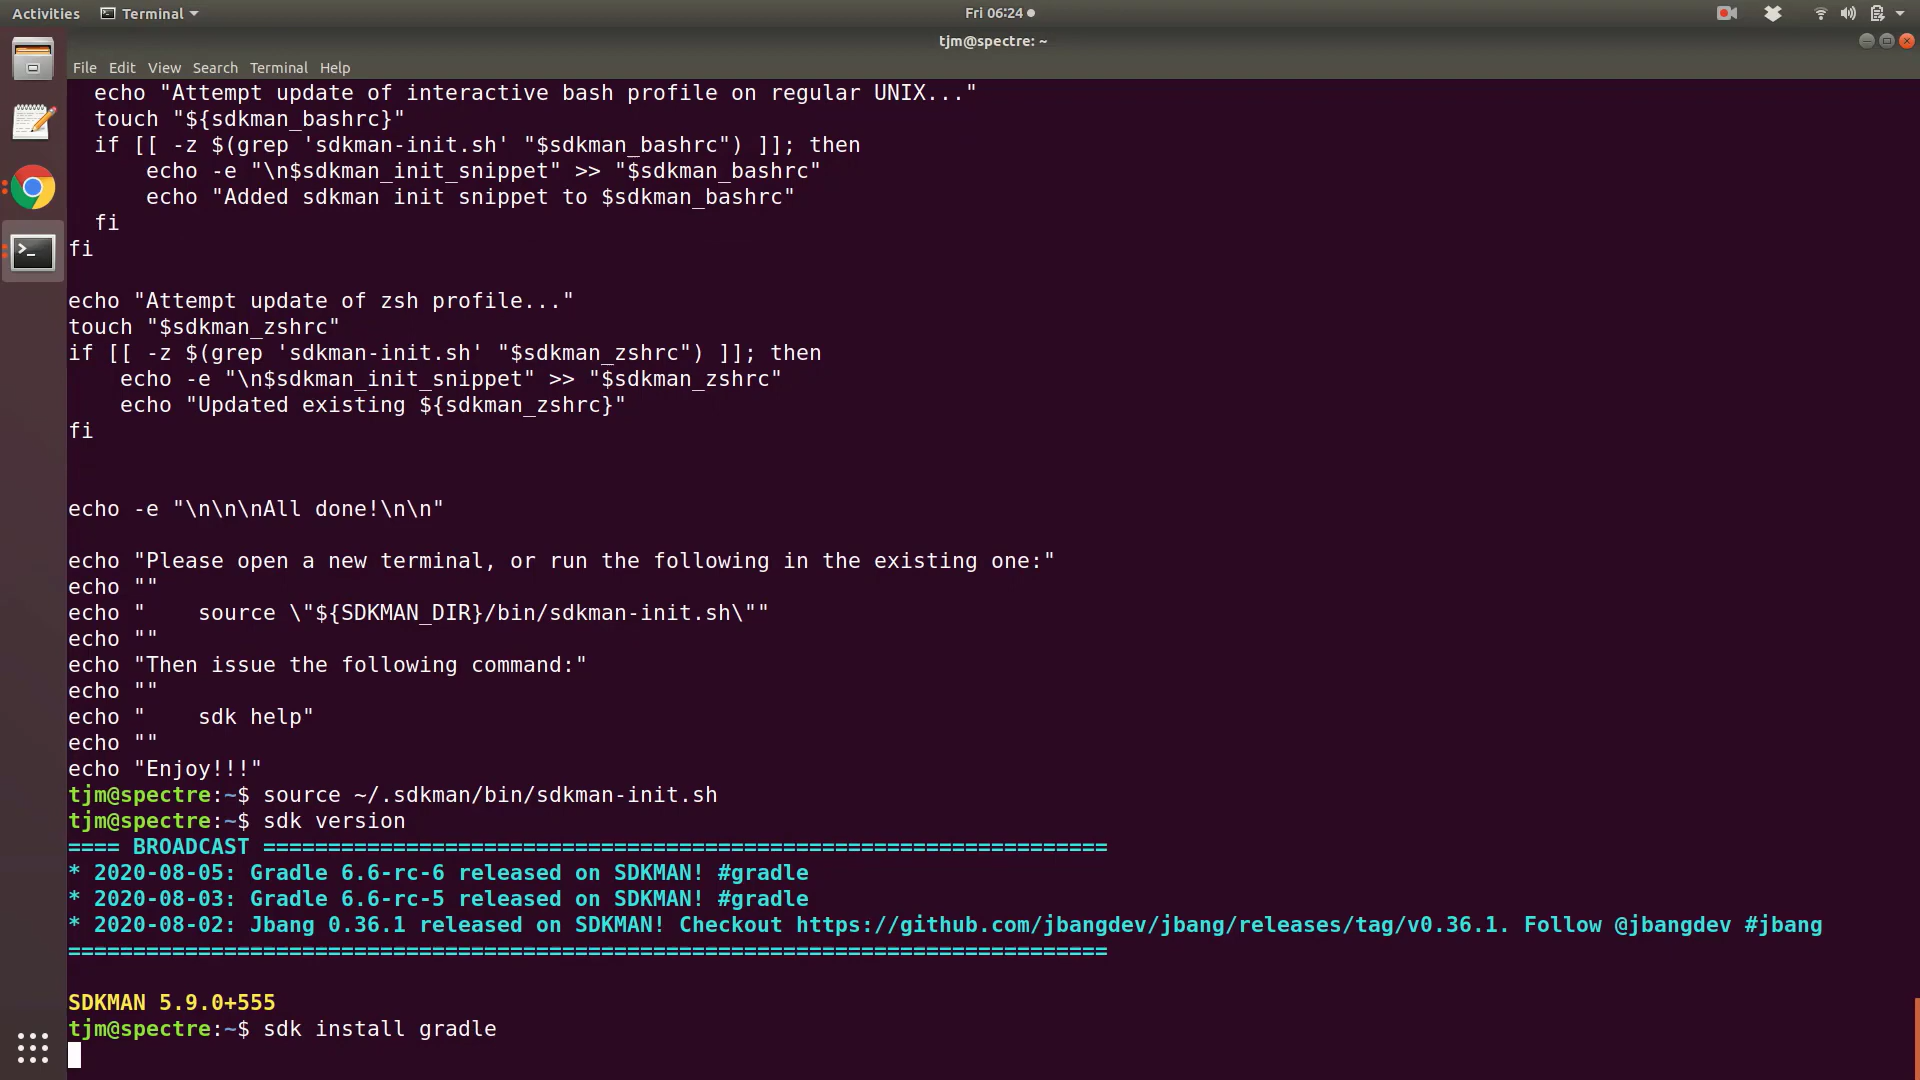 Activities Terminal Fri 06:24
tjm@spectre: ~
File Edit View Search Terminal Help
echo "Attempt update of interactive bash profile on regular UNIX..."
touch "${sdkman_bashrc}"
if [[ -z $(grep 'sdkman-init.sh' "$sdkman_bashrc") ]]; then
echo -e "\n$sdkman_init_snippet" >> "$sdkman_bashrc"
echo "Added sdkman init snippet to $sdkman_bashrc"
fi
fi
echo "Attempt update of zsh profile..."
touch "$sdkman_zshrc"
if [[ -z $(grep 'sdkman-init.sh' "$sdkman_zshrc") ]]; then
echo -e "\n$sdkman_init_snippet" >> "$sdkman_zshrc"
echo "Updated existing ${sdkman_zshrc}"
fi
echo -e "\n\n\nAll done!\n\n"
echo "Please open a new terminal, or run the following in the existing one:"
echo ""
echo "    source \"${SDKMAN_DIR}/bin/sdkman-init.sh\""
echo ""
echo "Then issue the following command:"
echo ""
echo "    sdk help"
echo ""
echo "Enjoy!!!"
tjm@spectre:~$ source ~/.sdkman/bin/sdkman-init.sh
tjm@spectre:~$ sdk version
==== BROADCAST =================================================================
* 2020-08-05: Gradle 6.6-rc-6 released on SDKMAN! #gradle
* 2020-08-03: Gradle 6.6-rc-5 released on SDKMAN! #gradle
* 2020-08-02: Jbang 0.36.1 released on SDKMAN! Checkout https://github.com/jbangdev/jbang/releases/tag/v0.36.1. Follow @jbangdev #jbang
================================================================================
SDKMAN 5.9.0+555
tjm@spectre:~$ sdk install gradle